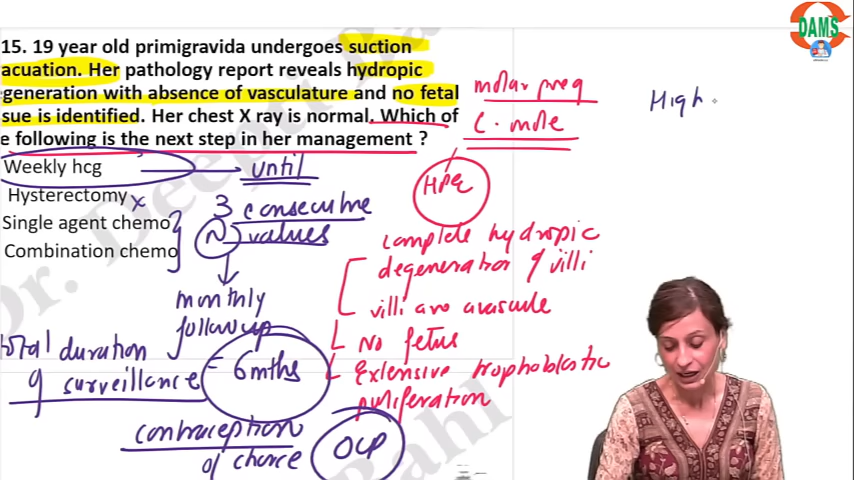 15. 19 year old primigravida undergoes suction
acuation. Her pathology report reveals hydropic
generation with absence of vasculature and no fetal
sue is identified. Her chest X ray is normal. Which of
e following is the next step in her management ?
Weekly hcg
until
Hysterectomy x
Single agent chemo
Combination chemo
3 consecutive
N values
monthly
followup
total duration
of surveillance = 6mths
contraception
of choice
OCP
molar preg
C. mole
HPE
complete hydropic
degeneration of villi
villi are avascule
No fetus
Extensive trophoblastic
proliferation
High
DAMS